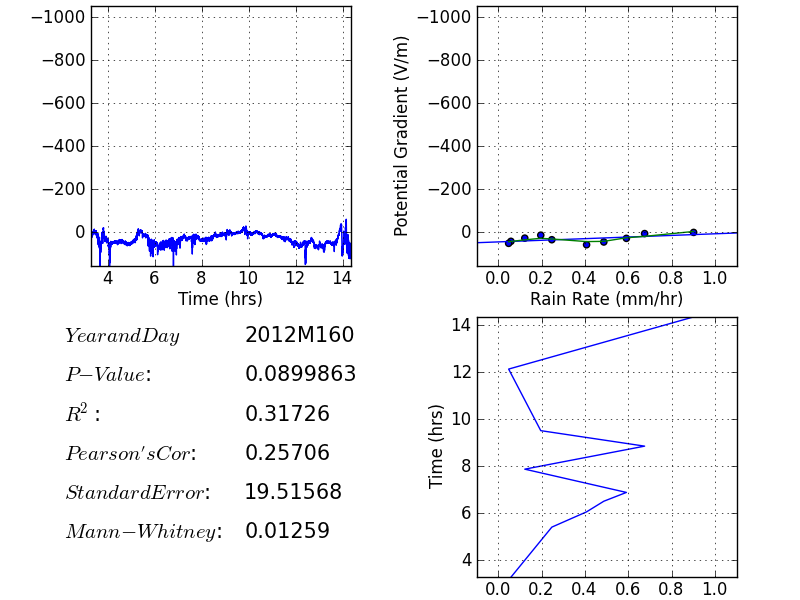 −1000
−800
−600
−400
−200
0
4 6 8 10 12 14
Time (hrs)
Potential Gradient (V/m)
−1000
−800
−600
−400
−200
0
0.0 0.2 0.4 0.6 0.8 1.0
Rain Rate (mm/hr)
YearandDay 2012M160
P−Value: 0.0899863
R²: 0.31726
Pearson'sCor: 0.25706
StandardError: 19.51568
Mann−Whitney: 0.01259
Time (hrs)
14
12
10
8
6
4
0.0 0.2 0.4 0.6 0.8 1.0